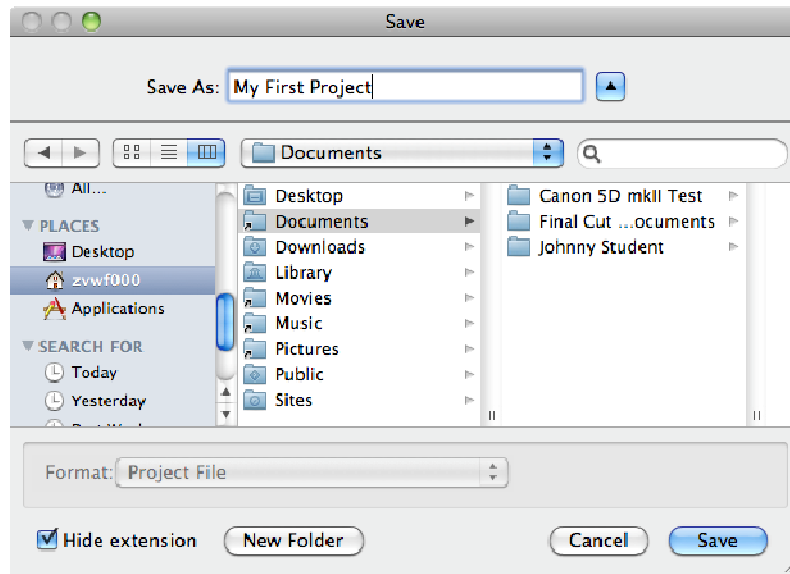 Save
Save As: My First Project
Documents
All...
PLACES
Desktop
zvwf000
Applications
SEARCH FOR
Today
Yesterday
Desktop
Documents
Downloads
Library
Movies
Music
Pictures
Public
Sites
Canon 5D mkII Test
Final Cut ...ocuments
Johnny Student
Format: Project File
Hide extension
New Folder
Cancel
Save